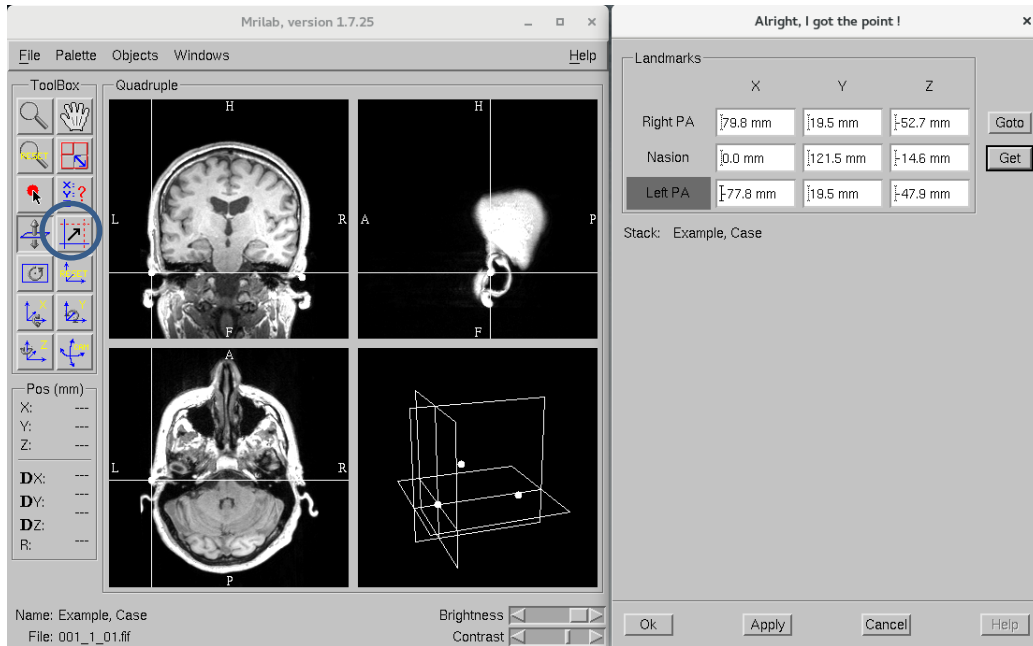 Mrilab, version 1.7.25
File Palette Objects Windows Help
ToolBox
RESET
X: ?
Y:
Z:
RESET
X
Y
Z
Quadruple
H
L
R
F
H
A
P
F
A
L
R
P
Pos (mm)
X: ---
Y: ---
Z: ---
DX: ---
DY: ---
DZ:
R: ---
Name: Example, Case
File: 001_1_01.fif
Brightness
Contrast
Alright, I got the point !
Landmarks
X Y Z
Right PA 79.8 mm 19.5 mm -52.7 mm Goto
Nasion 0.0 mm 121.5 mm -14.6 mm Get
Left PA -77.8 mm 19.5 mm -47.9 mm
Stack: Example, Case
Ok Apply Cancel Help